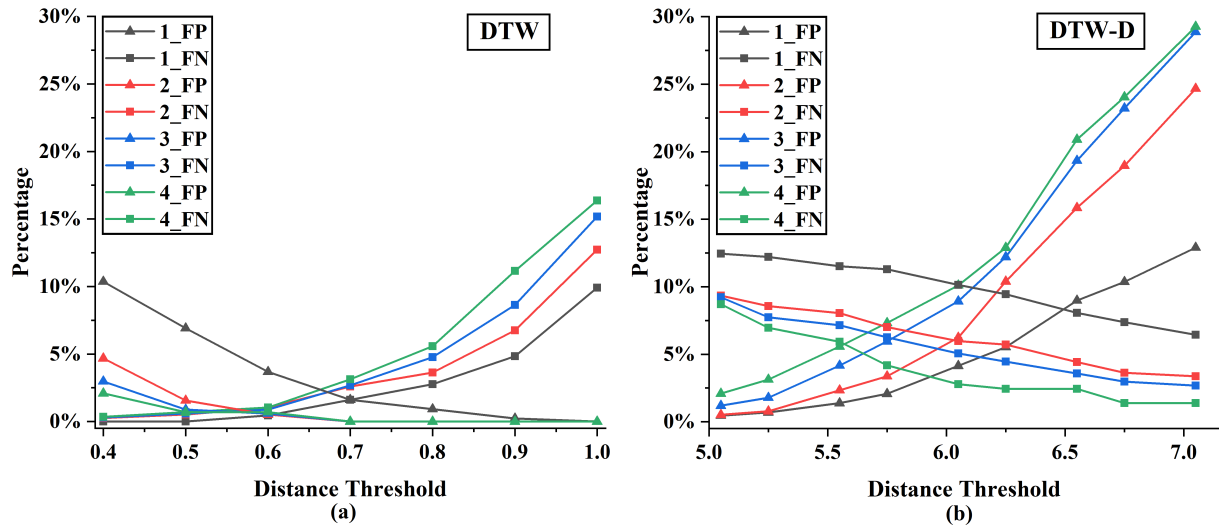 30%
25%
20%
15%
10%
5%
0%
Percentage
1_FP
1_FN
2_FP
2_FN
3_FP
3_FN
4_FP
4_FN
DTW
0.4 0.5 0.6 0.7 0.8 0.9 1.0
Distance Threshold
(a)
30%
25%
20%
15%
10%
5%
0%
Percentage
1_FP
1_FN
2_FP
2_FN
3_FP
3_FN
4_FP
4_FN
DTW-D
5.0 5.5 6.0 6.5 7.0
Distance Threshold
(b)